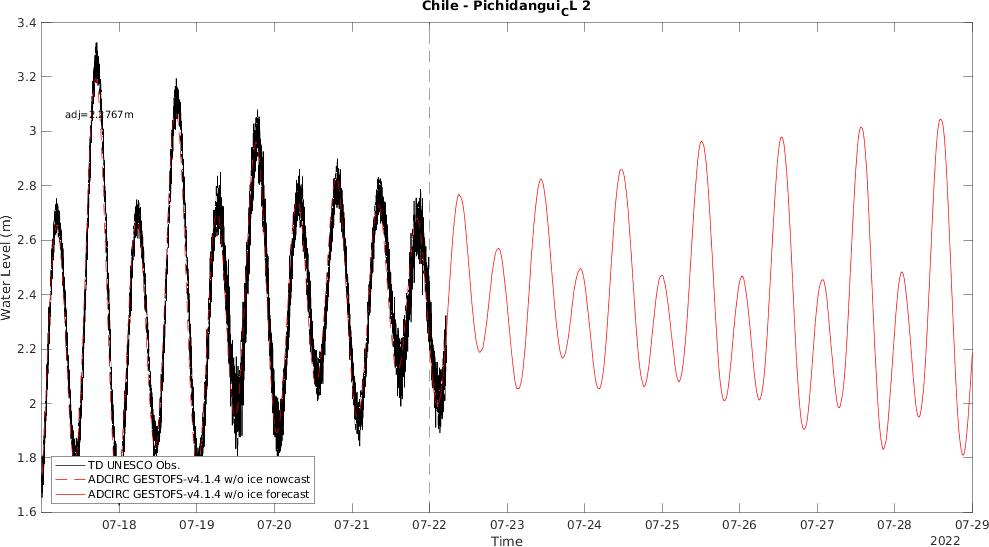 Chile - PichidanguiCL 2
3.4
3.2
3
2.8
2.6
2.4
2.2
2
1.8
1.6
Water Level (m)
adj=2.2767m
TD UNESCO Obs.
ADCIRC GESTOFS-v4.1.4 w/o ice nowcast
ADCIRC GESTOFS-v4.1.4 w/o ice forecast
07-18 07-19 07-20 07-21 07-22 07-23 07-24 07-25 07-26 07-27 07-28 07-29
Time
2022